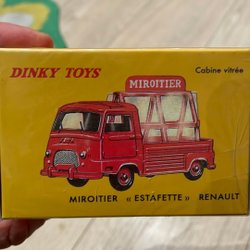 DINKY TOYS
Cabine vitrée
MIROITIER
MIROITIER « ESTAFETTE » RENAULT